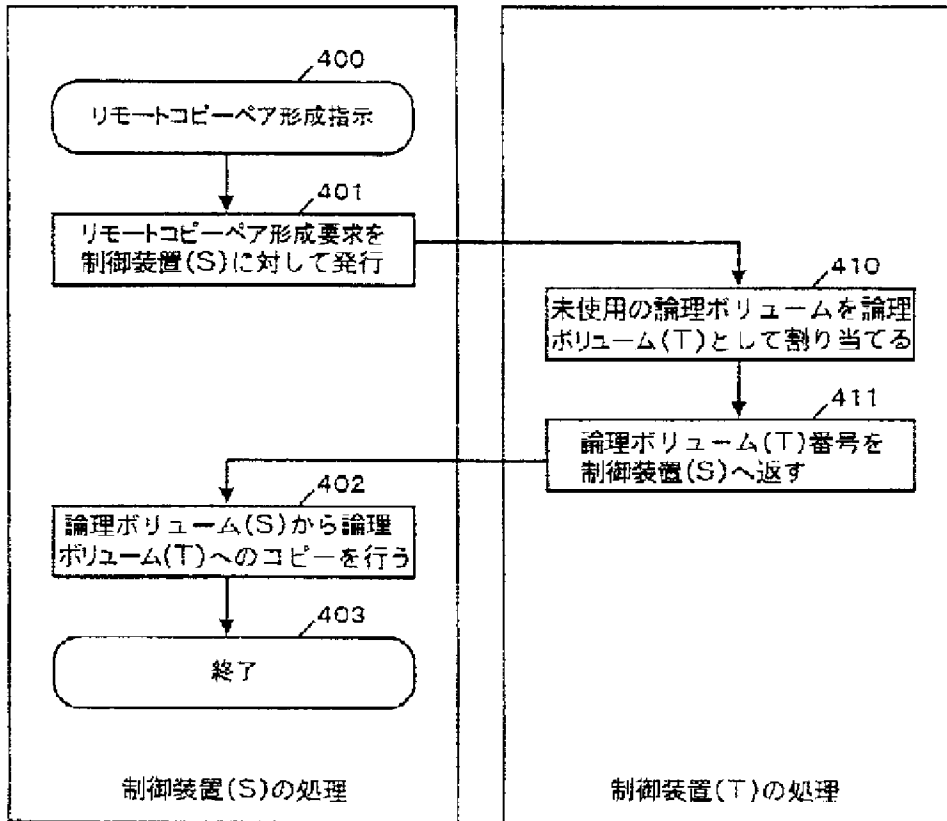 400
リモートコピーペア形成指示
401
リモートコピーペア形成要求を
制御装置(S)に対して発行
410
未使用の論理ボリュームを論理
ボリューム(T)として割り当てる
411
論理ボリューム(T)番号を
制御装置(S)へ返す
402
論理ボリューム(S)から論理
ボリューム(T)へのコピーを行う
403
終了
制御装置(S)の処理
制御装置(T)の処理